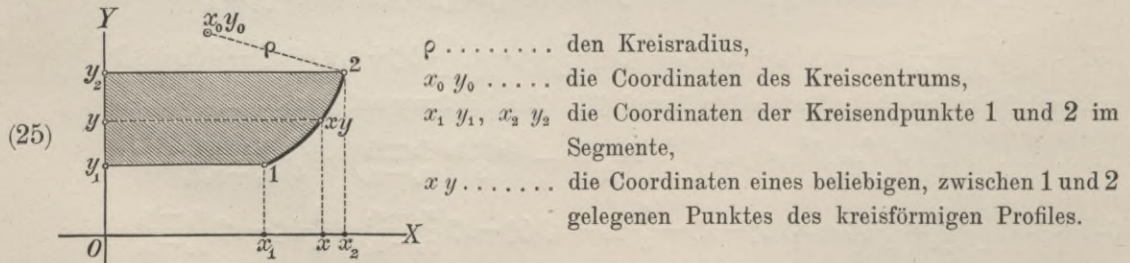 (25)
Y
x₀ y₀
ρ
y₂
2
y
xy
y₁
1
O
x₁
x
x₂
X
ρ ........ den Kreisradius,
x₀ y₀ ..... die Coordinaten des Kreiscentrums,
x₁ y₁, x₂ y₂ die Coordinaten der Kreisendpunkte 1 und 2 im
Segmente,
x y ....... die Coordinaten eines beliebigen, zwischen 1 und 2
gelegenen Punktes des kreisförmigen Profiles.